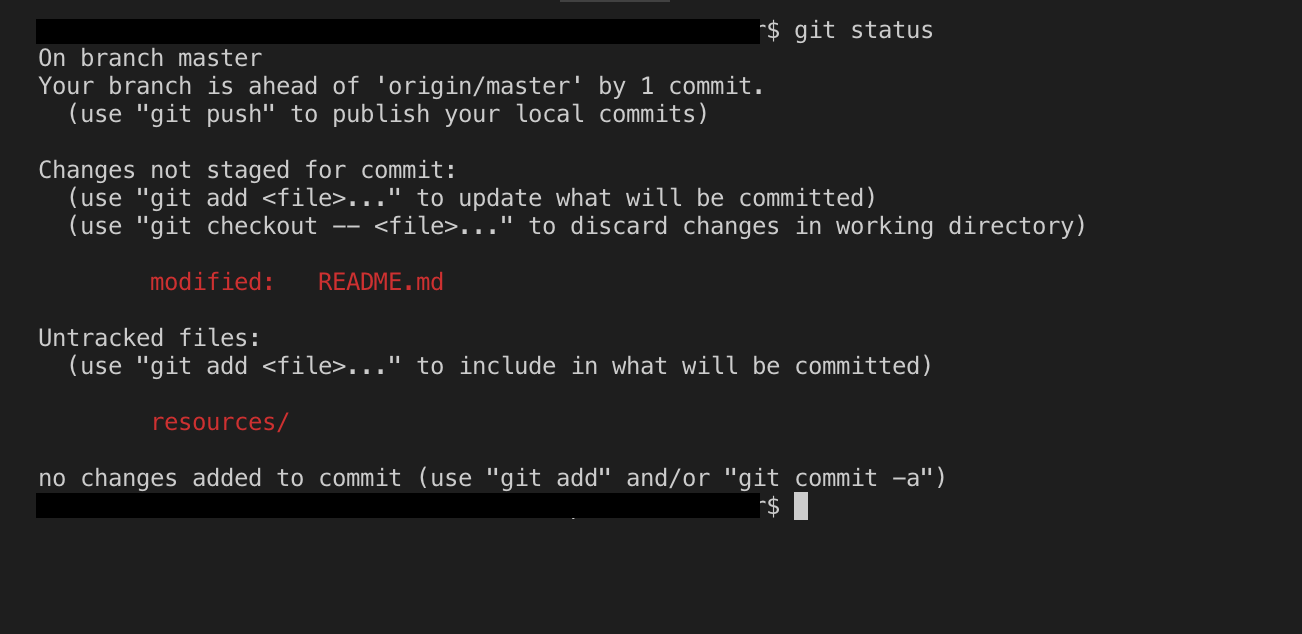 r$ git status
On branch master
Your branch is ahead of 'origin/master' by 1 commit.
  (use "git push" to publish your local commits)

Changes not staged for commit:
  (use "git add <file>..." to update what will be committed)
  (use "git checkout -- <file>..." to discard changes in working directory)

        modified:   README.md

Untracked files:
  (use "git add <file>..." to include in what will be committed)

        resources/

no changes added to commit (use "git add" and/or "git commit -a")
r$